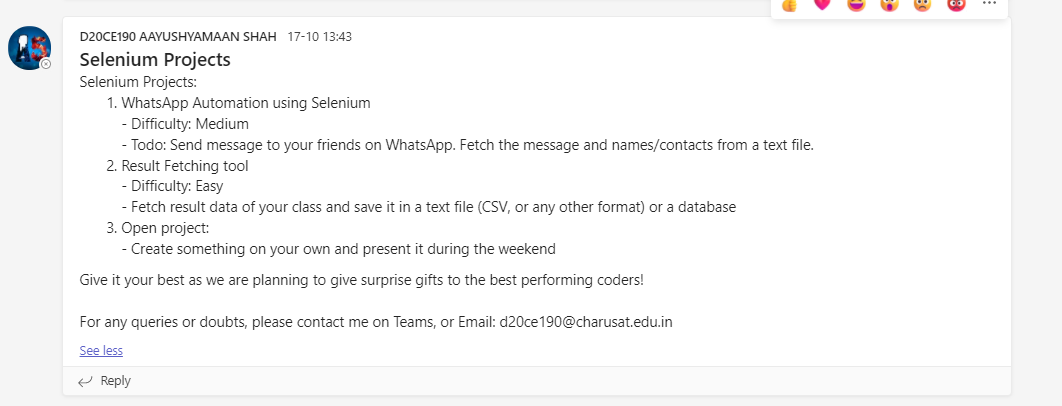 D20CE190 AAYUSHYAMAAN SHAH 17-10 13:43
Selenium Projects
Selenium Projects:
1. WhatsApp Automation using Selenium
- Difficulty: Medium
- Todo: Send message to your friends on WhatsApp. Fetch the message and names/contacts from a text file.
2. Result Fetching tool
- Difficulty: Easy
- Fetch result data of your class and save it in a text file (CSV, or any other format) or a database
3. Open project:
- Create something on your own and present it during the weekend
Give it your best as we are planning to give surprise gifts to the best performing coders!
For any queries or doubts, please contact me on Teams, or Email: d20ce190@charusat.edu.in
See less
Reply